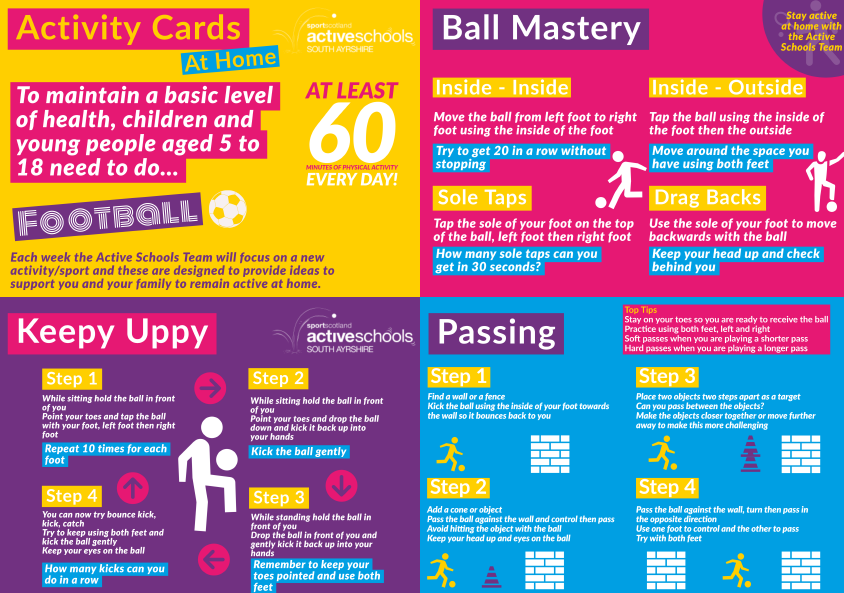 Activity Cards
At Home
sportscotland
activeschools
SOUTH AYRSHIRE
To maintain a basic level
of health, children and
young people aged 5 to
18 need to do...
AT LEAST
60
MINUTES OF PHYSICAL ACTIVITY
EVERY DAY!
FOOTBALL
Each week the Active Schools Team will focus on a new
activity/sport and these are designed to provide ideas to
support you and your family to remain active at home.
Ball Mastery
Stay active
at home with
the Active
Schools Team
Inside - Inside
Move the ball from left foot to right
foot using the inside of the foot
Try to get 20 in a row without
stopping
Inside - Outside
Tap the ball using the inside of
the foot then the outside
Move around the space you
have using both feet
Sole Taps
Tap the sole of your foot on the top
of the ball, left foot then right foot
How many sole taps can you
get in 30 seconds?
Drag Backs
Use the sole of your foot to move
backwards with the ball
Keep your head up and check
behind you
Keepy Uppy
sportscotland
activeschools
SOUTH AYRSHIRE
Step 1
While sitting hold the ball in front
of you
Point your toes and tap the ball
with your foot, left foot then right
foot
Repeat 10 times for each
foot
Step 2
While sitting hold the ball in front
of you
Point your toes and drop the ball
down and kick it back up into
your hands
Kick the ball gently
Step 3
While standing hold the ball in
front of you
Drop the ball in front of you and
gently kick it back up into your
hands
Remember to keep your
toes pointed and use both
feet
Step 4
You can now try bounce kick,
kick, catch
Try to keep using both feet and
kick the ball gently
Keep your eyes on the ball
How many kicks can you
do in a row
Passing
Top Tips
Stay on your toes so you are ready to receive the ball
Practice using both feet, left and right
Soft passes when you are playing a shorter pass
Hard passes when you are playing a longer pass
Step 1
Find a wall or a fence
Kick the ball using the inside of your foot towards
the wall so it bounces back to you
Step 2
Add a cone or object
Pass the ball against the wall and control then pass
Avoid hitting the object with the ball
Keep your head up and eyes on the ball
Step 3
Place two objects two steps apart as a target
Can you pass between the objects?
Make the objects closer together or move further
away to make this more challenging
Step 4
Pass the ball against the wall, turn then pass in
the opposite direction
Use one foot to control and the other to pass
Try with both feet